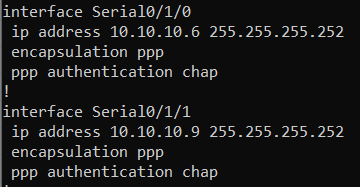 interface Serial0/1/0
 ip address 10.10.10.6 255.255.255.252
 encapsulation ppp
 ppp authentication chap
!
interface Serial0/1/1
 ip address 10.10.10.9 255.255.255.252
 encapsulation ppp
 ppp authentication chap